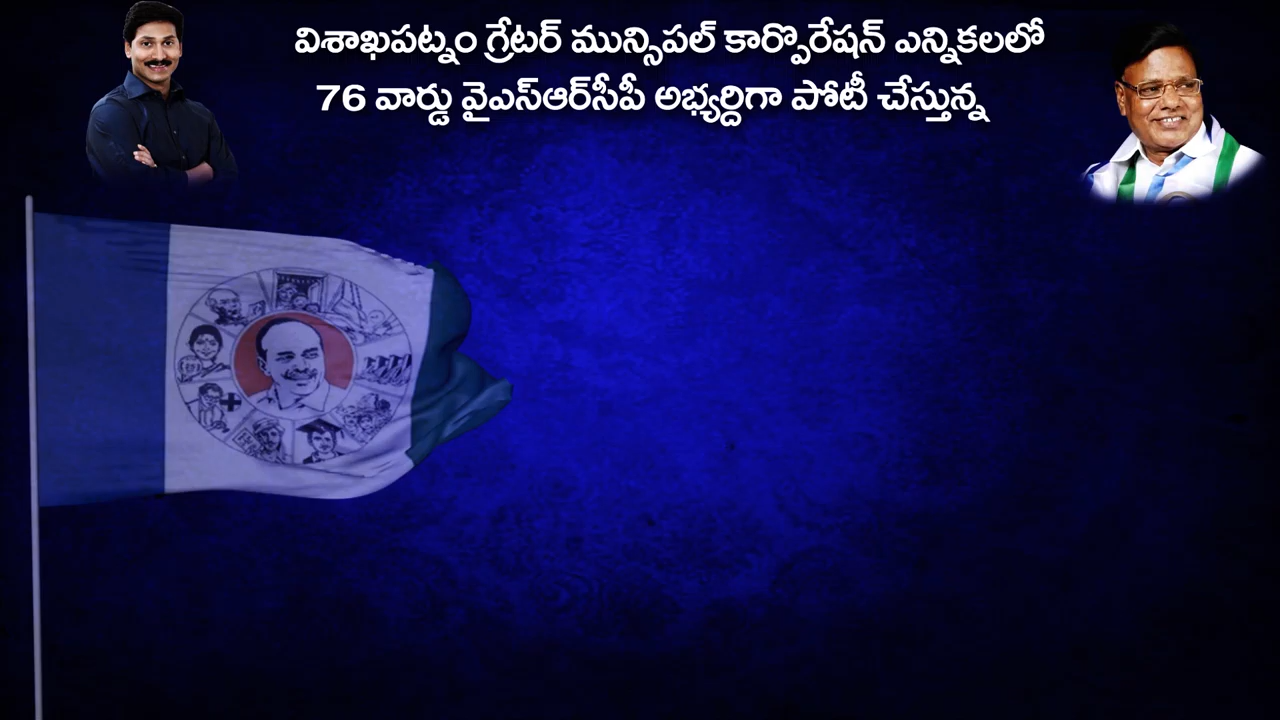 విశాఖపట్నం గ్రేటర్ మున్సిపల్ కార్పొరేషన్ ఎన్నికలలో
76 వార్డు వైఎస్ఆర్‌సీపీ అభ్యర్దిగా పోటీ చేస్తున్న